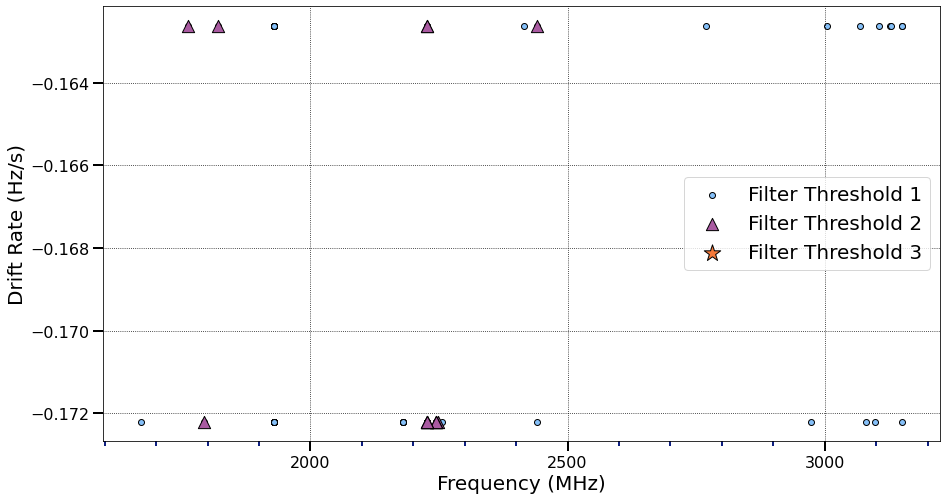 −0.164
−0.166
−0.168
−0.170
−0.172
Drift Rate (Hz/s)
Filter Threshold 1
Filter Threshold 2
Filter Threshold 3
2000
2500
3000
Frequency (MHz)